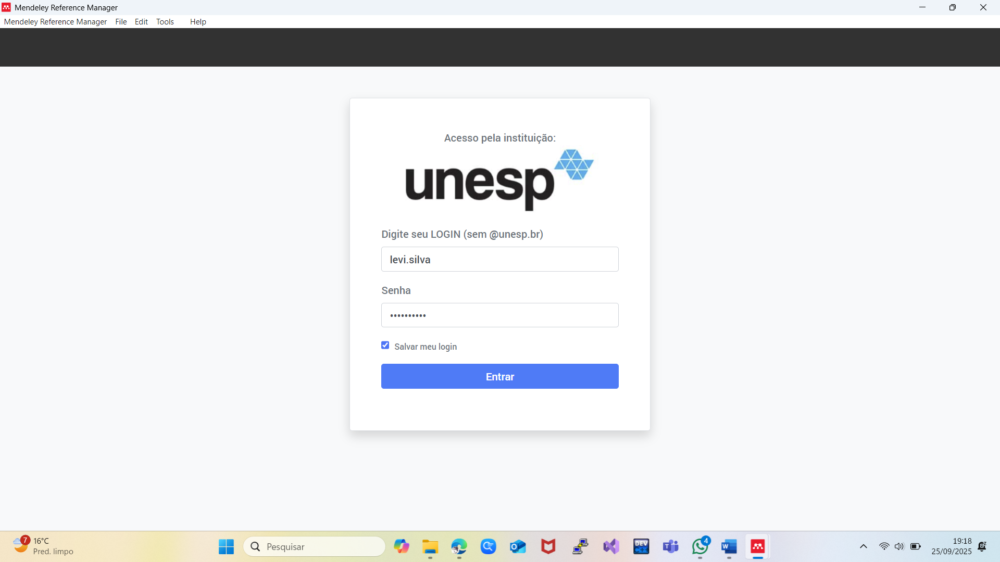 Mendeley Reference Manager
Mendeley Reference Manager File Edit Tools Help
Acesso pela instituição:
unesp
Digite seu LOGIN (sem @unesp.br)
levi.silva
Senha
••••••••••
Salvar meu login
Entrar
7
16°C
Pred. limpo
Pesquisar
DEV
C++
4
19:18
25/09/2025